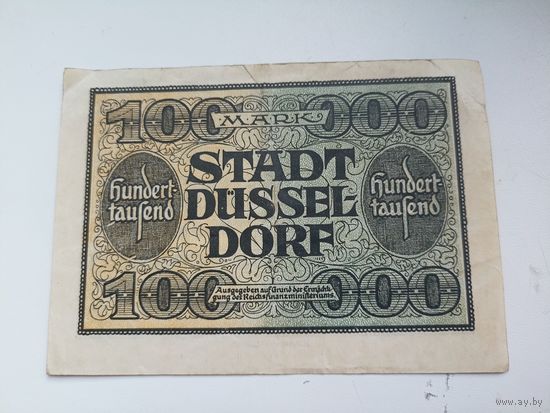 100 MARK 000
STADT
DÜSSEL-
DORF
Hundert-
tausend
Hundert-
tausend
100 000
Ausgegeben auf Grund der Ermächti-
gung des Reichsfinanzministeriums.
www.ay.by